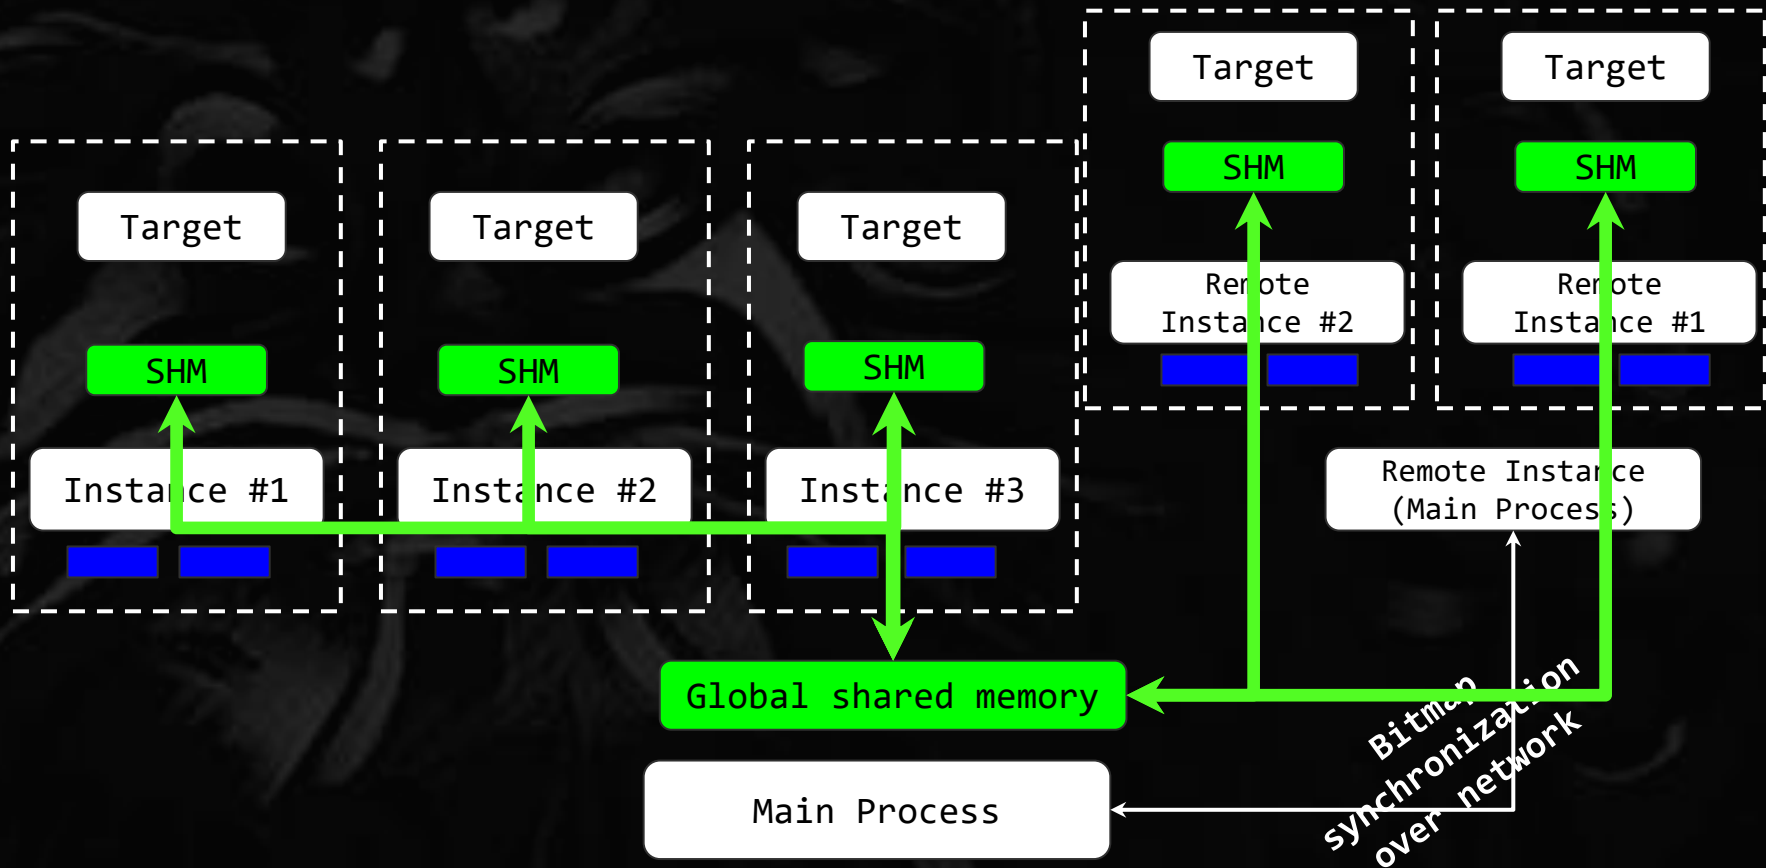 Target
SHM
Instance #1
Target
SHM
Instance #2
Target
SHM
Instance #3
Target
SHM
Remote
Instance #2
Target
SHM
Remote
Instance #1
Remote Instance
(Main Process)
Global shared memory
Main Process
Bitmap
synchronization
over network